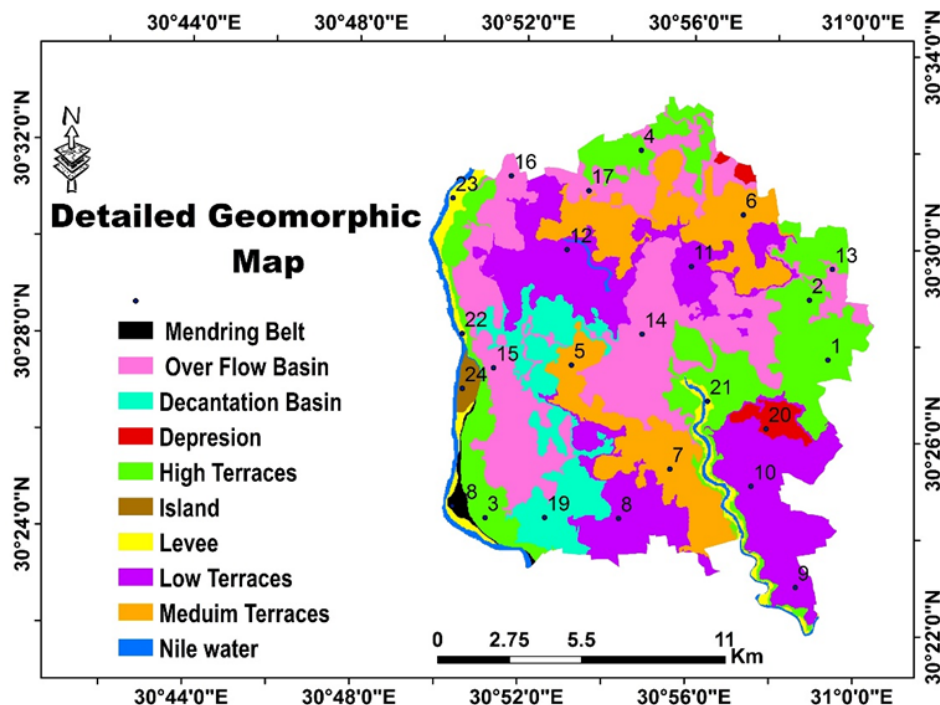 30°44'0"E 30°48'0"E 30°52'0"E 30°56'0"E 31°0'0"E
30°34'0"N
30°32'0"N
30°30'0"N
30°28'0"N
30°26'0"N
30°24'0"N
30°22'0"N
N
Detailed Geomorphic
Map
Mendring Belt
Over Flow Basin
Decantation Basin
Depresion
High Terraces
Island
Levee
Low Terraces
Meduim Terraces
Nile water
4
16
17
23
6
12
11
13
2
22
14
15
5
1
24
21
20
7
10
8
3
19
8
9
0 2.75 5.5 11
Km
30°44'0"E 30°48'0"E 30°52'0"E 30°56'0"E 31°0'0"E